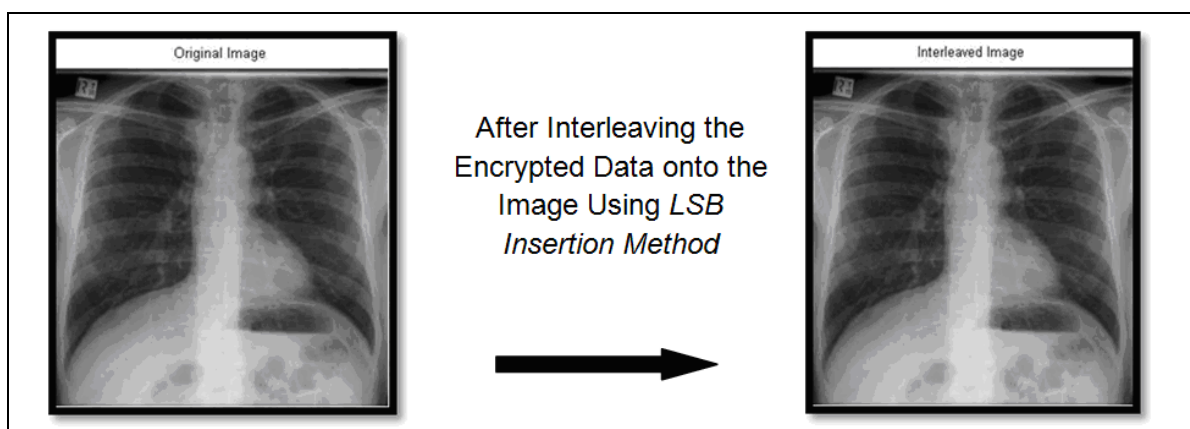 Original Image
After Interleaving the
Encrypted Data onto the
Image Using LSB
Insertion Method
Interleaved Image